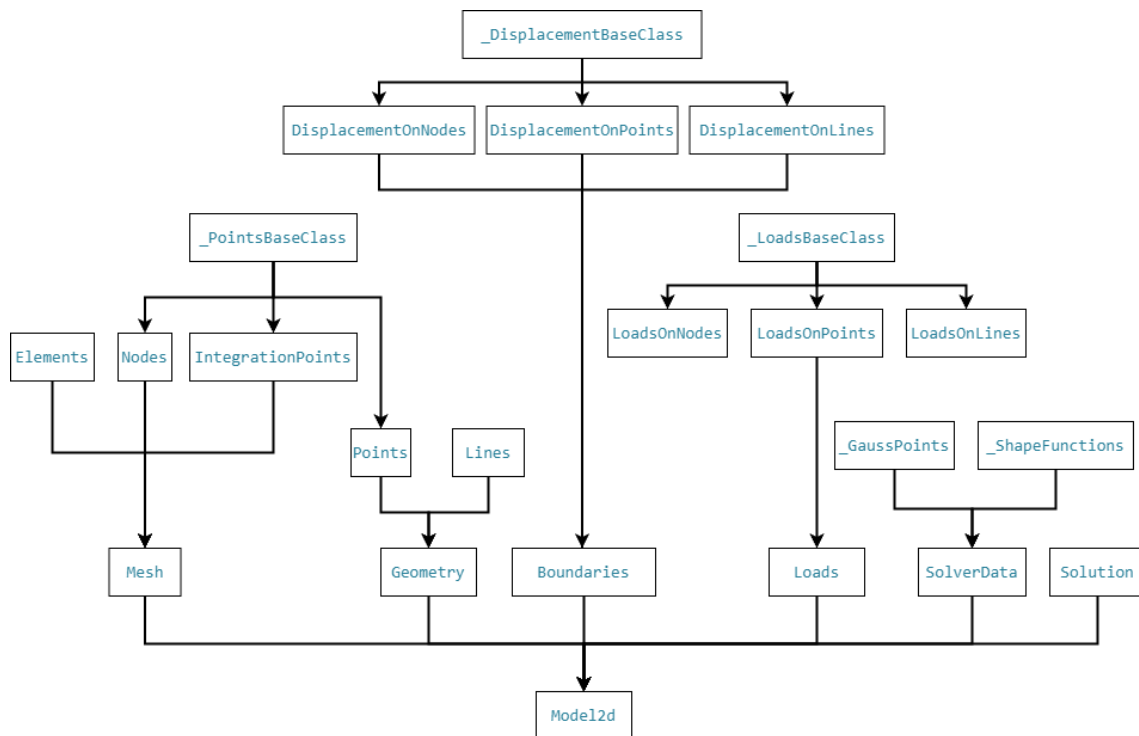 _DisplacementBaseClass
DisplacementOnNodes
DisplacementOnPoints
DisplacementOnLines
_PointsBaseClass
_LoadsBaseClass
Elements
Nodes
IntegrationPoints
LoadsOnNodes
LoadsOnPoints
LoadsOnLines
Points
Lines
_GaussPoints
_ShapeFunctions
Mesh
Geometry
Boundaries
Loads
SolverData
Solution
Model2d